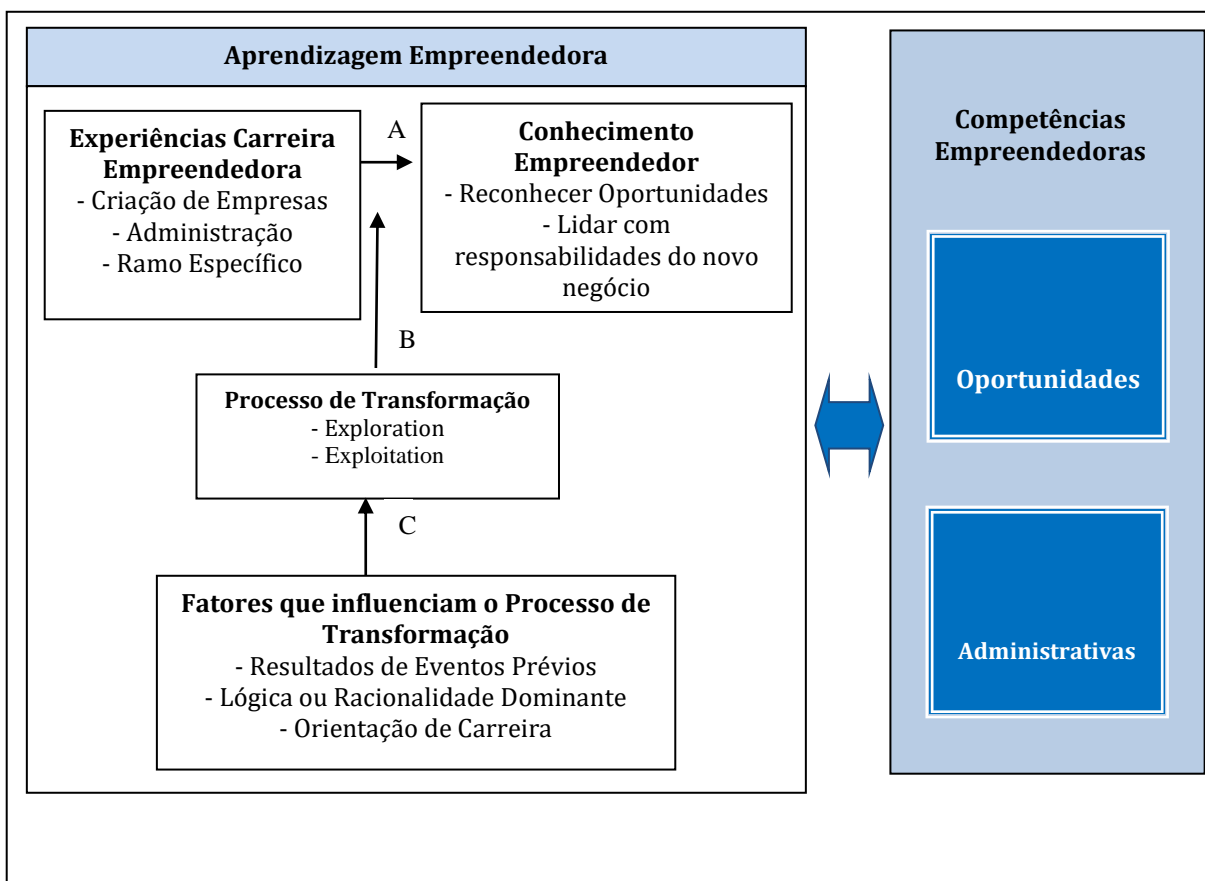 Aprendizagem Empreendedora
Experiências Carreira
Empreendedora
- Criação de Empresas
- Administração
- Ramo Específico
A
Conhecimento
Empreendedor
- Reconhecer Oportunidades
- Lidar com
responsabilidades do novo
negócio
B
Processo de Transformação
- Exploration
- Exploitation
C
Fatores que influenciam o Processo de
Transformação
- Resultados de Eventos Prévios
- Lógica ou Racionalidade Dominante
- Orientação de Carreira
Competências
Empreendedoras
Oportunidades
Administrativas